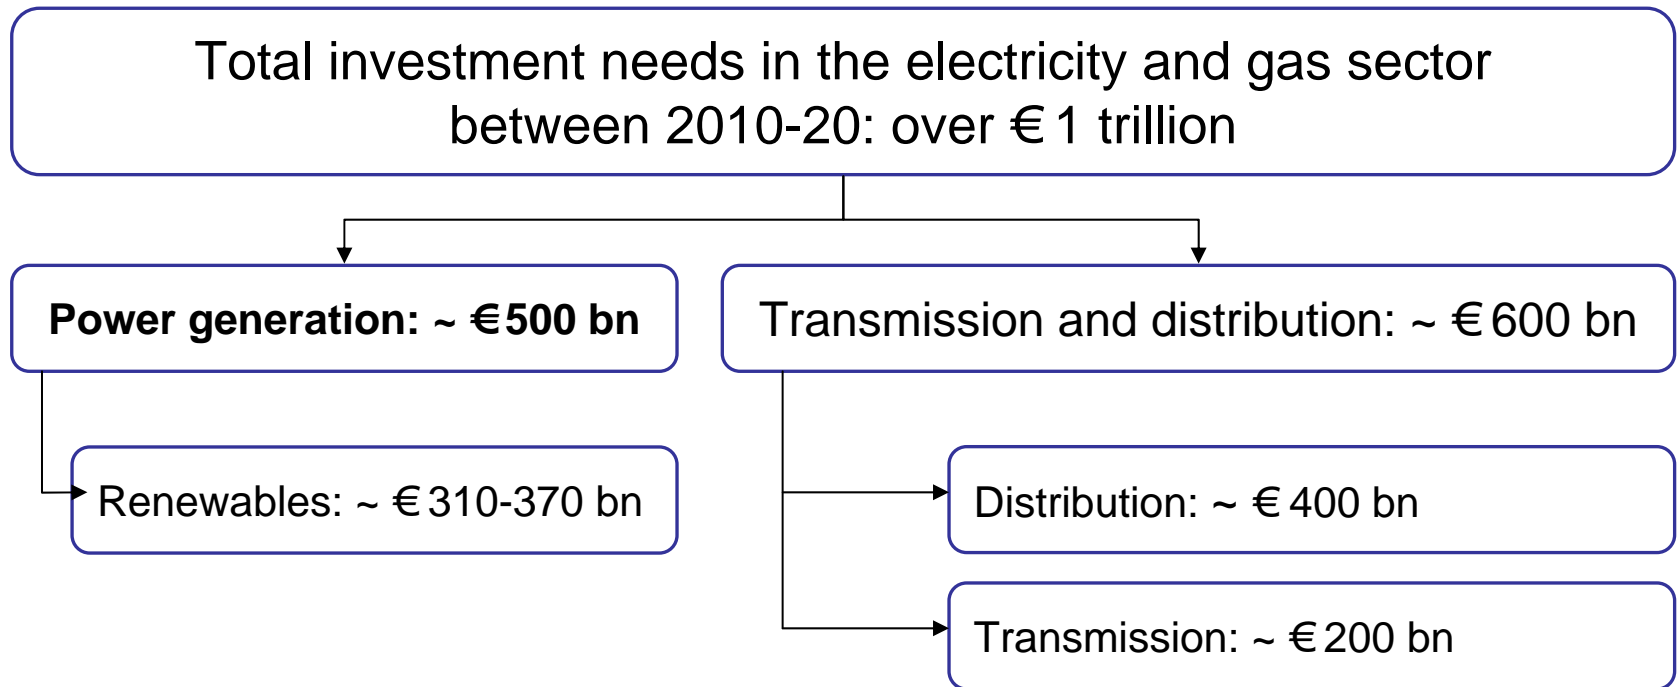 Total investment needs in the electricity and gas sector
between 2010-20: over €1 trillion
Power generation: ~ €500 bn
Transmission and distribution: ~ €600 bn
Renewables: ~ €310-370 bn
Distribution: ~ €400 bn
Transmission: ~ €200 bn